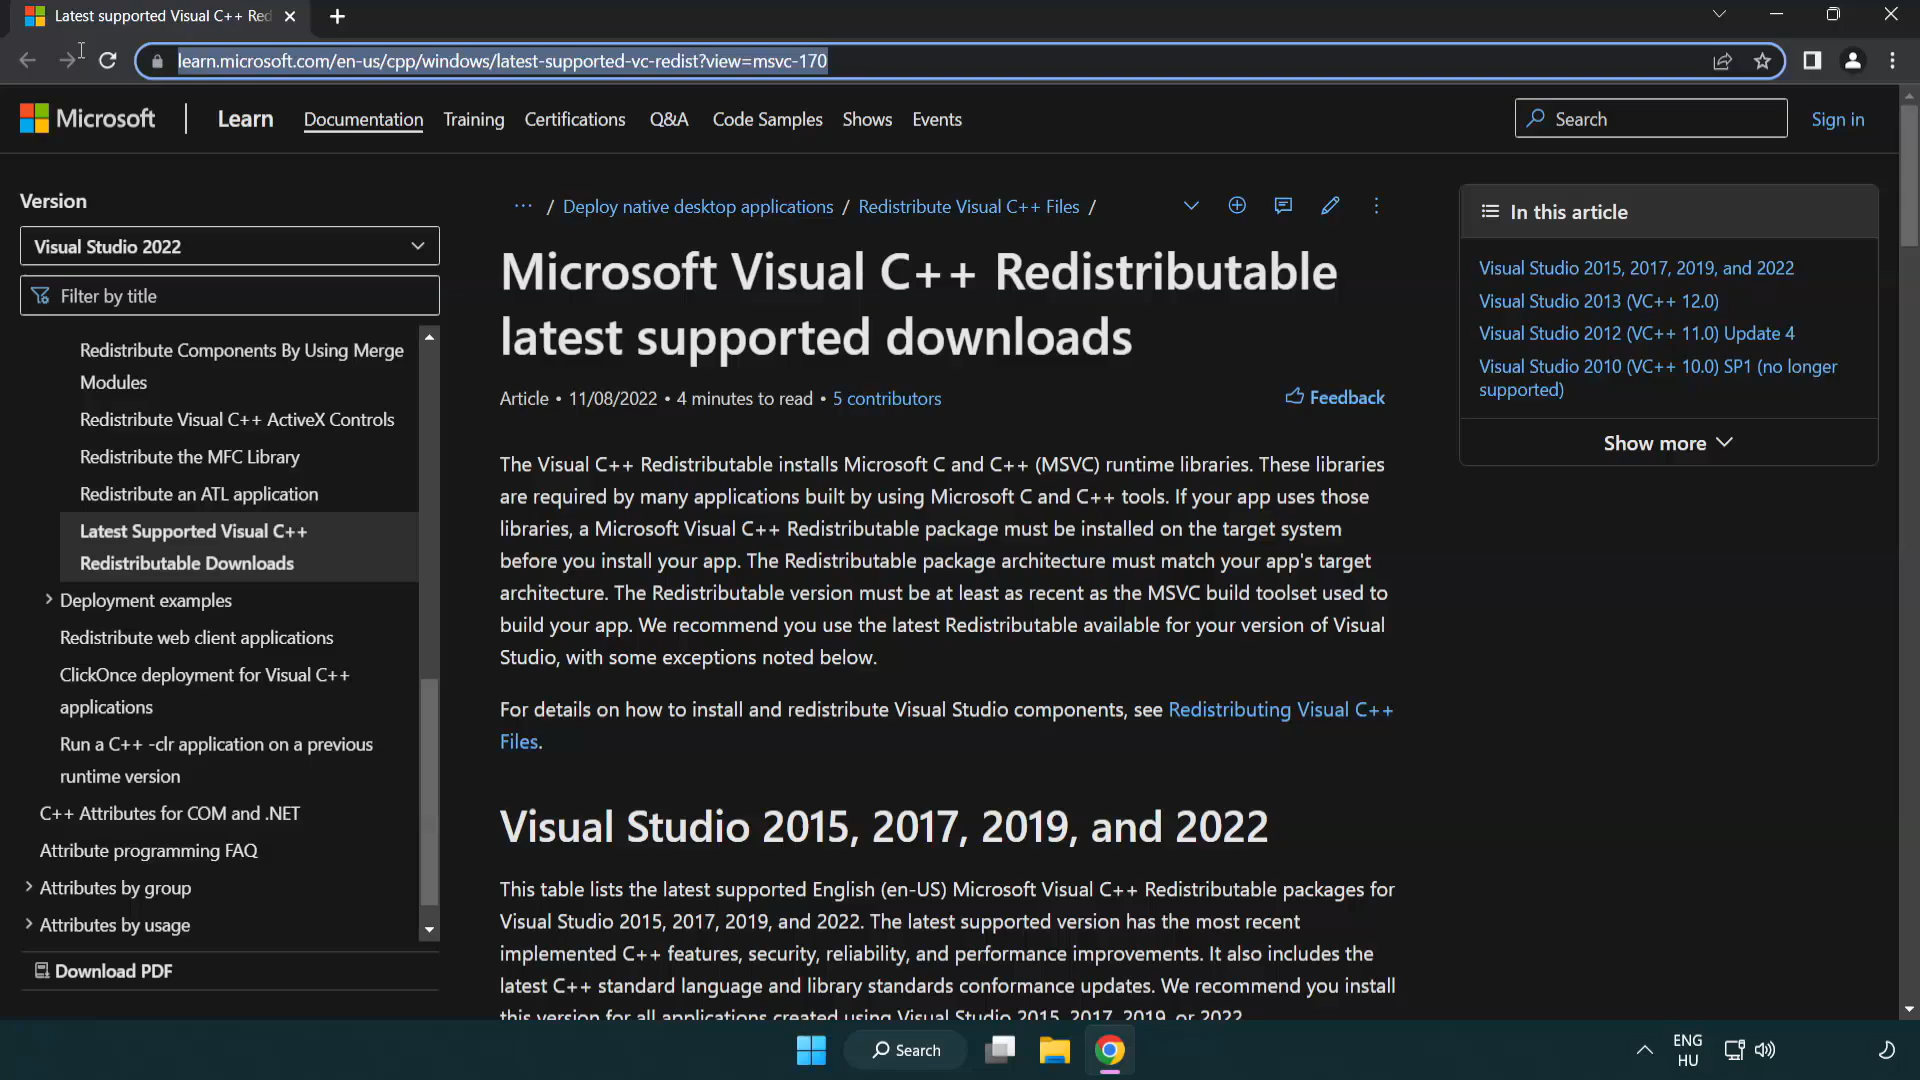 Latest supported Visual C++ Red
learn.microsoft.com/en-us/cpp/windows/latest-supported-vc-redist?view=msvc-170
Microsoft
Learn
Documentation
Training
Certifications
Q&A
Code Samples
Shows
Events
Search
Sign in
Version
Visual Studio 2022
Filter by title
Redistribute Components By Using Merge
Modules
Redistribute Visual C++ ActiveX Controls
Redistribute the MFC Library
Redistribute an ATL application
Latest Supported Visual C++
Redistributable Downloads
Deployment examples
Redistribute web client applications
ClickOnce deployment for Visual C++
applications
Run a C++ -clr application on a previous
runtime version
C++ Attributes for COM and .NET
Attribute programming FAQ
Attributes by group
Attributes by usage
Download PDF
... / Deploy native desktop applications / Redistribute Visual C++ Files /
Microsoft Visual C++ Redistributable
latest supported downloads
Article • 11/08/2022 • 4 minutes to read • 5 contributors
Feedback
The Visual C++ Redistributable installs Microsoft C and C++ (MSVC) runtime libraries. These libraries
are required by many applications built by using Microsoft C and C++ tools. If your app uses those
libraries, a Microsoft Visual C++ Redistributable package must be installed on the target system
before you install your app. The Redistributable package architecture must match your app's target
architecture. The Redistributable version must be at least as recent as the MSVC build toolset used to
build your app. We recommend you use the latest Redistributable available for your version of Visual
Studio, with some exceptions noted below.
For details on how to install and redistribute Visual Studio components, see Redistributing Visual C++
Files.
Visual Studio 2015, 2017, 2019, and 2022
This table lists the latest supported English (en-US) Microsoft Visual C++ Redistributable packages for
Visual Studio 2015, 2017, 2019, and 2022. The latest supported version has the most recent
implemented C++ features, security, reliability, and performance improvements. It also includes the
latest C++ standard language and library standards conformance updates. We recommend you install
this version for all applications created using Visual Studio 2015, 2017, 2019, or 2022.
In this article
Visual Studio 2015, 2017, 2019, and 2022
Visual Studio 2013 (VC++ 12.0)
Visual Studio 2012 (VC++ 11.0) Update 4
Visual Studio 2010 (VC++ 10.0) SP1 (no longer
supported)
Show more
Search
ENG
HU